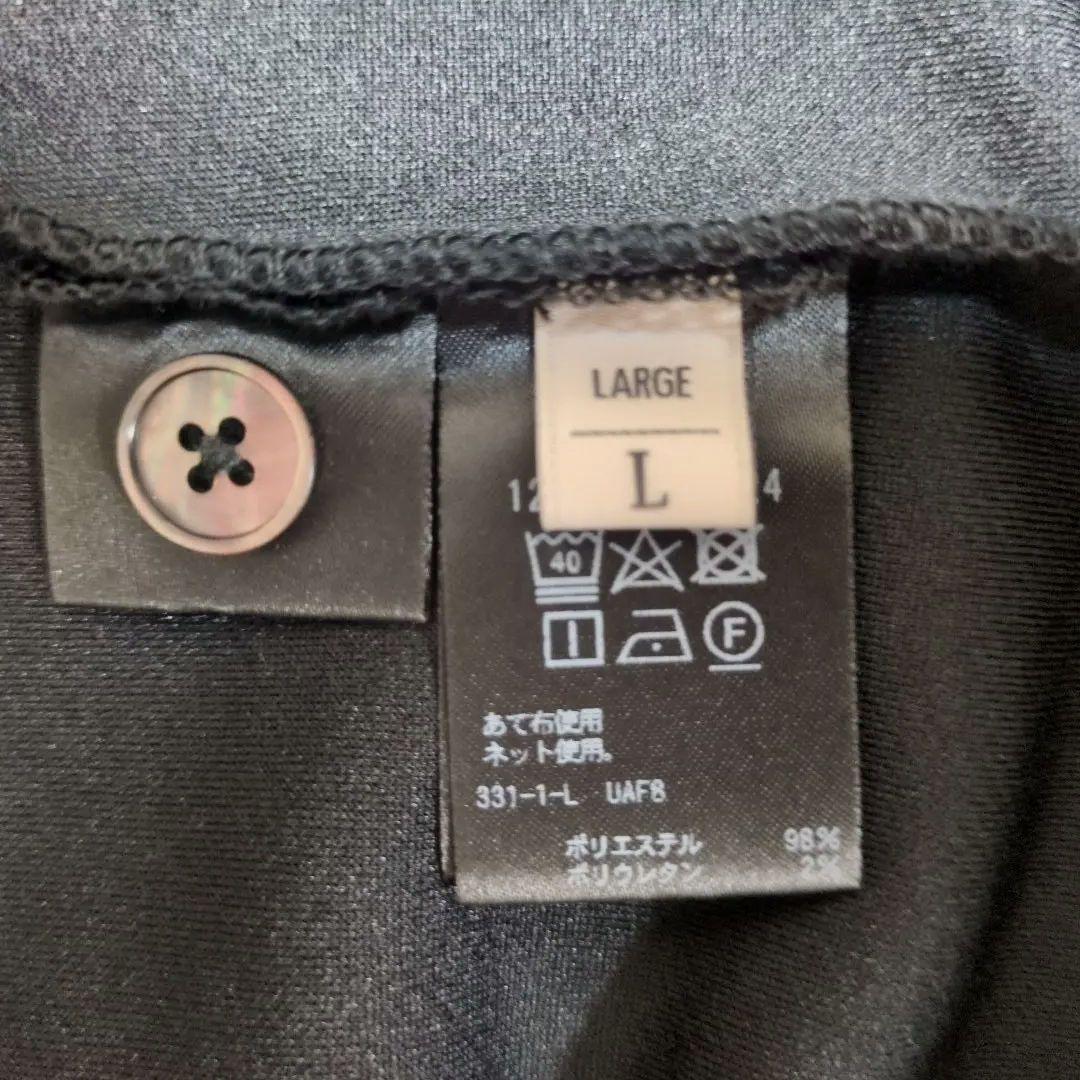 LARGE
L
12 4
40
F
あて布使用
ネット使用。
331-1-L UAF8
ポリエステル 98%
ポリウレタン 2%